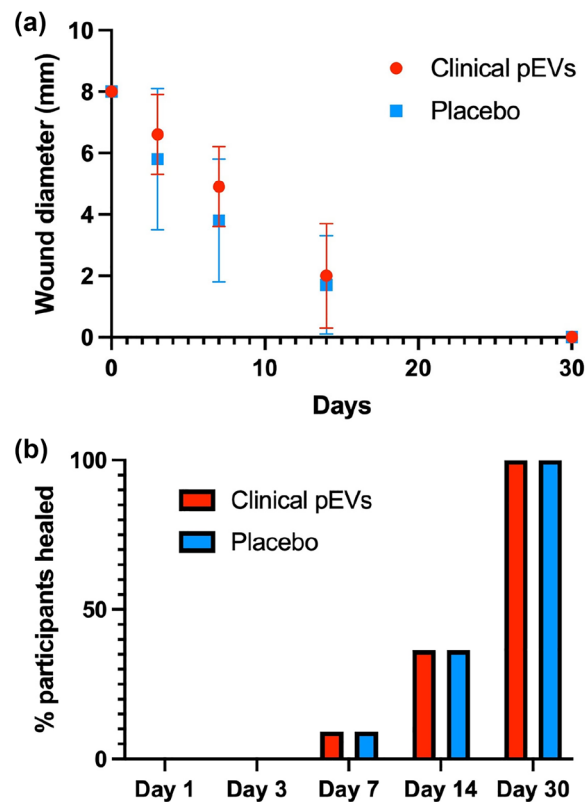 (a)
Wound diameter (mm)
8
6
4
2
0
0 10 20 30
Days
Clinical pEVs
Placebo
(b)
% participants healed
100
50
0
Clinical pEVs
Placebo
Day 1 Day 3 Day 7 Day 14 Day 30